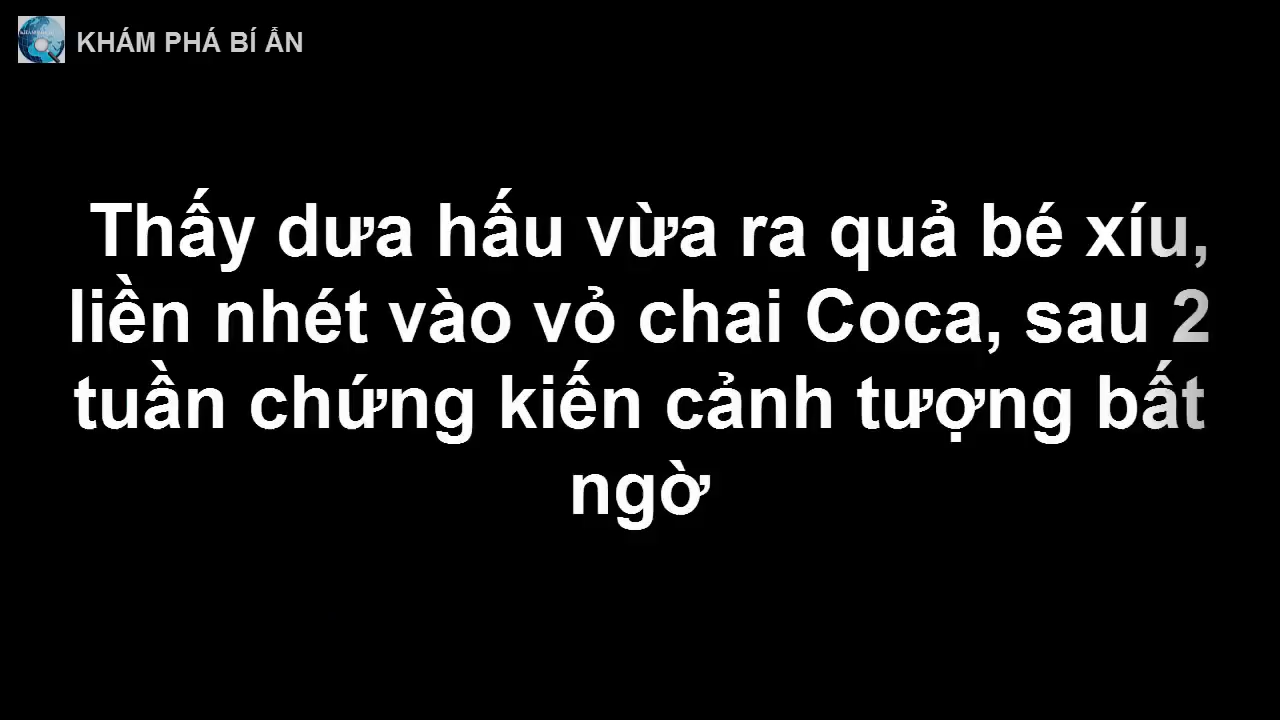 KHÁM PHÁ BÍ ẨN
Thấy dưa hấu vừa ra quả bé xíu,
liền nhét vào vỏ chai Coca, sau 2
tuần chứng kiến cảnh tượng bất
ngờ